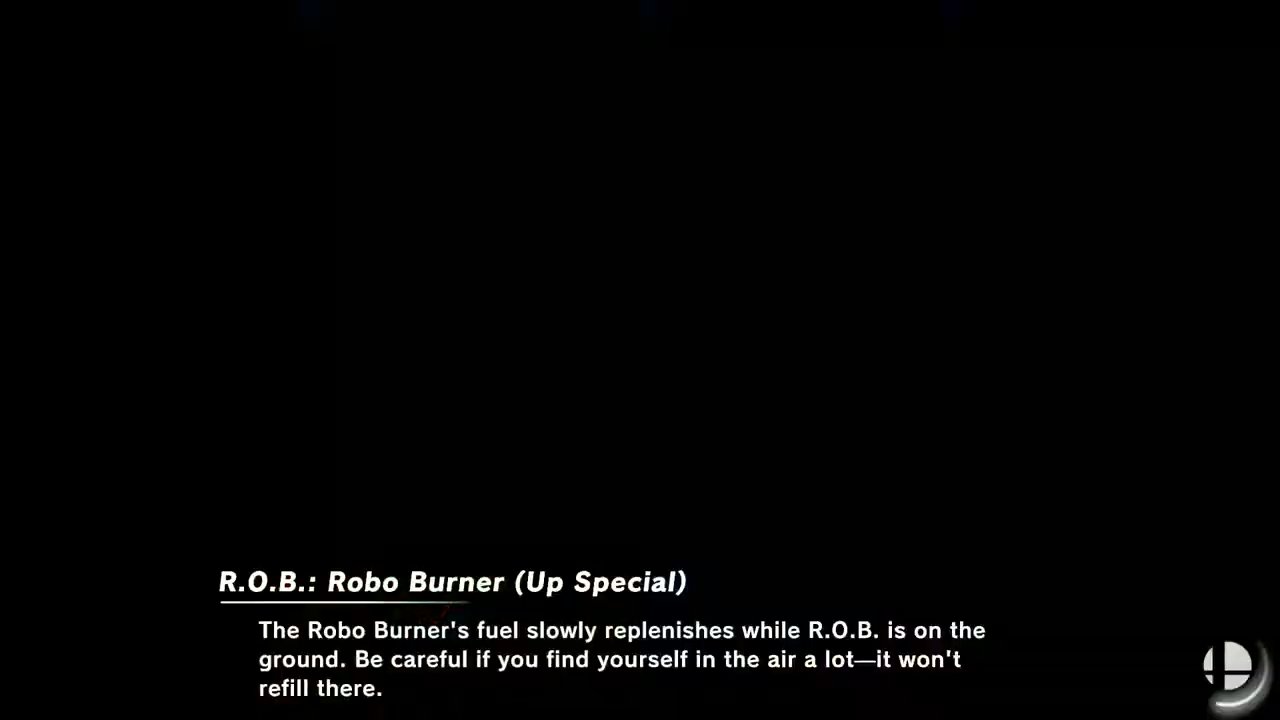 R.O.B.: Robo Burner (Up Special)
The Robo Burner's fuel slowly replenishes while R.O.B. is on the
ground. Be careful if you find yourself in the air a lot—it won't
refill there.